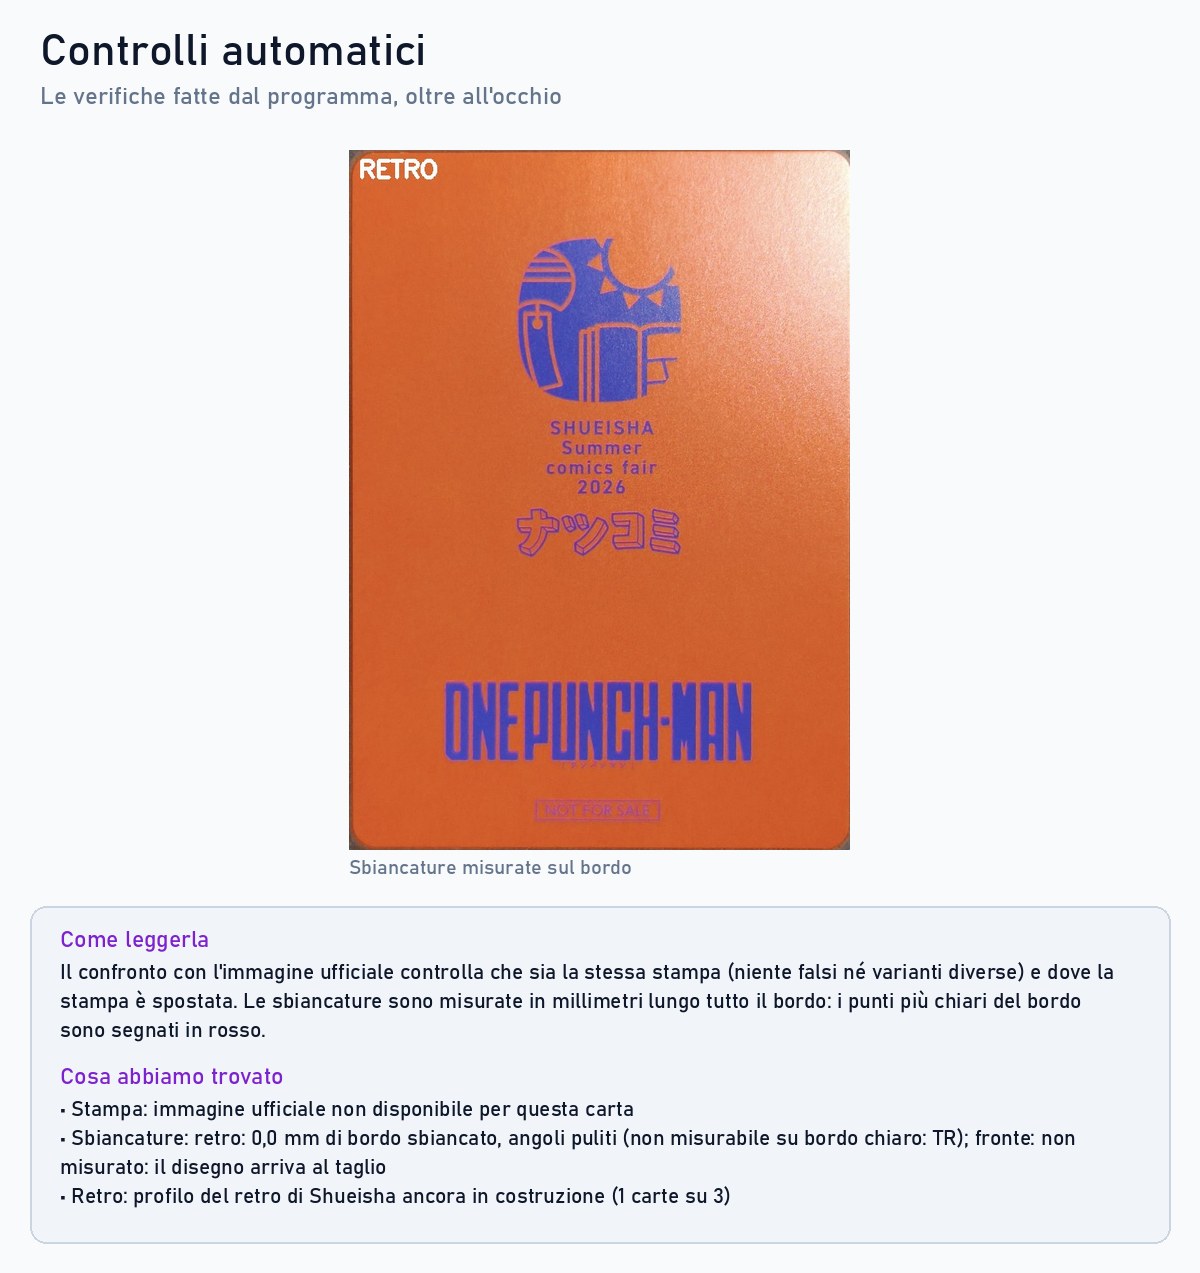 Controlli automatici
Le verifiche fatte dal programma, oltre all'occhio
RETRO
SHUEISHA
Summer
comics fair
2026
ナツコミ
ONE PUNCH-MAN
NOT FOR SALE
Sbiancature misurate sul bordo
Come leggerla
Il confronto con l'immagine ufficiale controlla che sia la stessa stampa (niente falsi né varianti diverse) e dove la
stampa è spostata. Le sbiancature sono misurate in millimetri lungo tutto il bordo: i punti più chiari del bordo
sono segnati in rosso.
Cosa abbiamo trovato
• Stampa: immagine ufficiale non disponibile per questa carta
• Sbiancature: retro: 0,0 mm di bordo sbiancato, angoli puliti (non misurabile su bordo chiaro: TR); fronte: non
misurato: il disegno arriva al taglio
• Retro: profilo del retro di Shueisha ancora in costruzione (1 carte su 3)